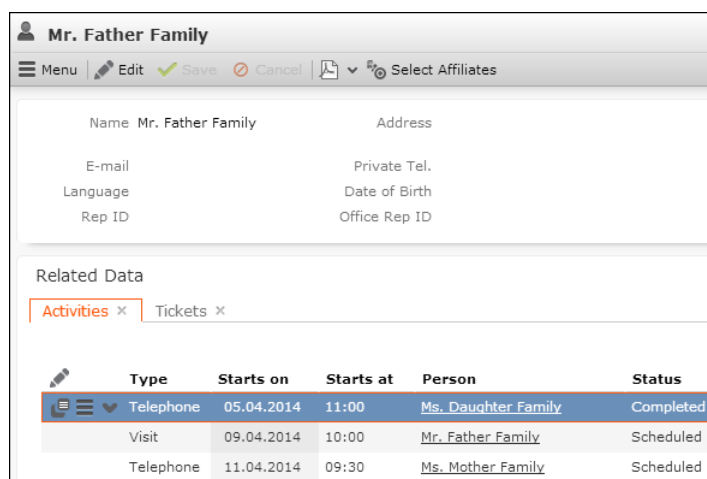 Mr. Father Family
Menu Edit Save Cancel Select Affiliates
Name Mr. Father Family Address
E-mail Private Tel.
Language Date of Birth
Rep ID Office Rep ID
Related Data
Activities × Tickets ×
Type Starts on Starts at Person Status
Telephone 05.04.2014 11:00 Ms. Daughter Family Completed
Visit 09.04.2014 10:00 Mr. Father Family Scheduled
Telephone 11.04.2014 09:30 Ms. Mother Family Scheduled